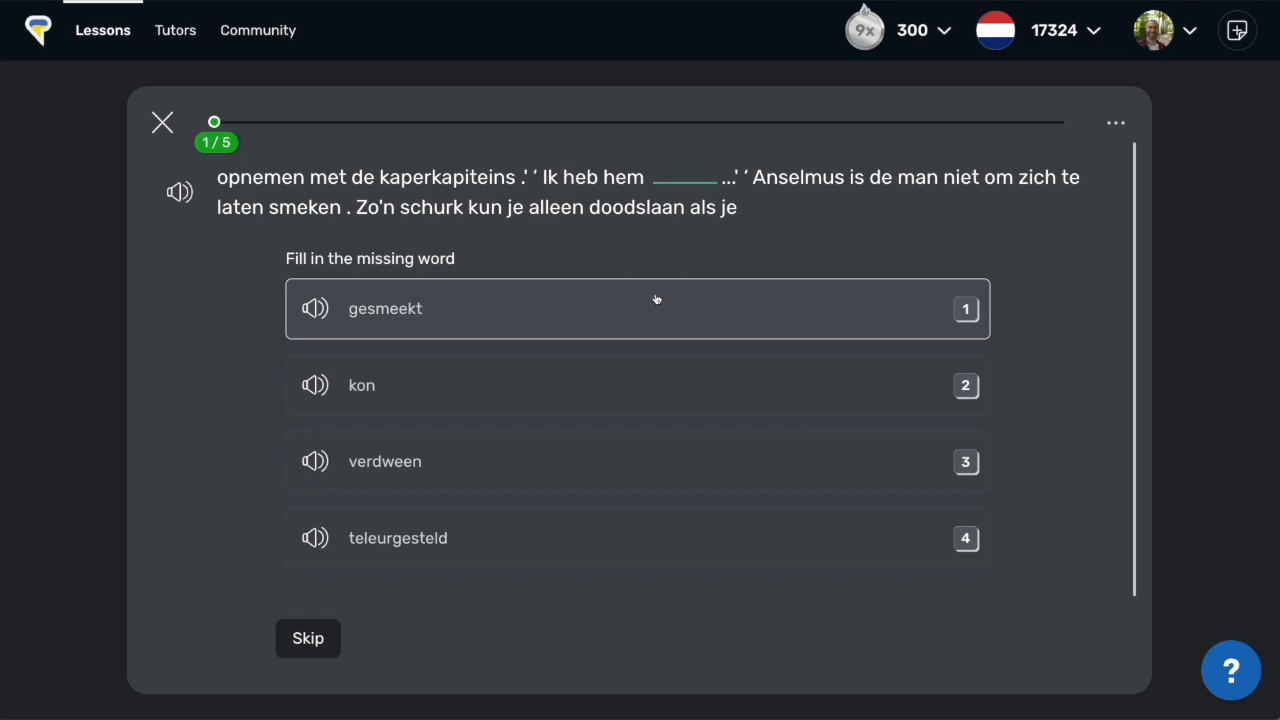 Lessons Tutors Community 9x 300 17324
1 / 5
opnemen met de kaperkapiteins .' ‘ Ik heb hem ______ ...' ‘ Anselmus is de man niet om zich te
laten smeken . Zo'n schurk kun je alleen doodslaan als je
Fill in the missing word
gesmeekt 1
kon 2
verdween 3
teleurgesteld 4
Skip
?